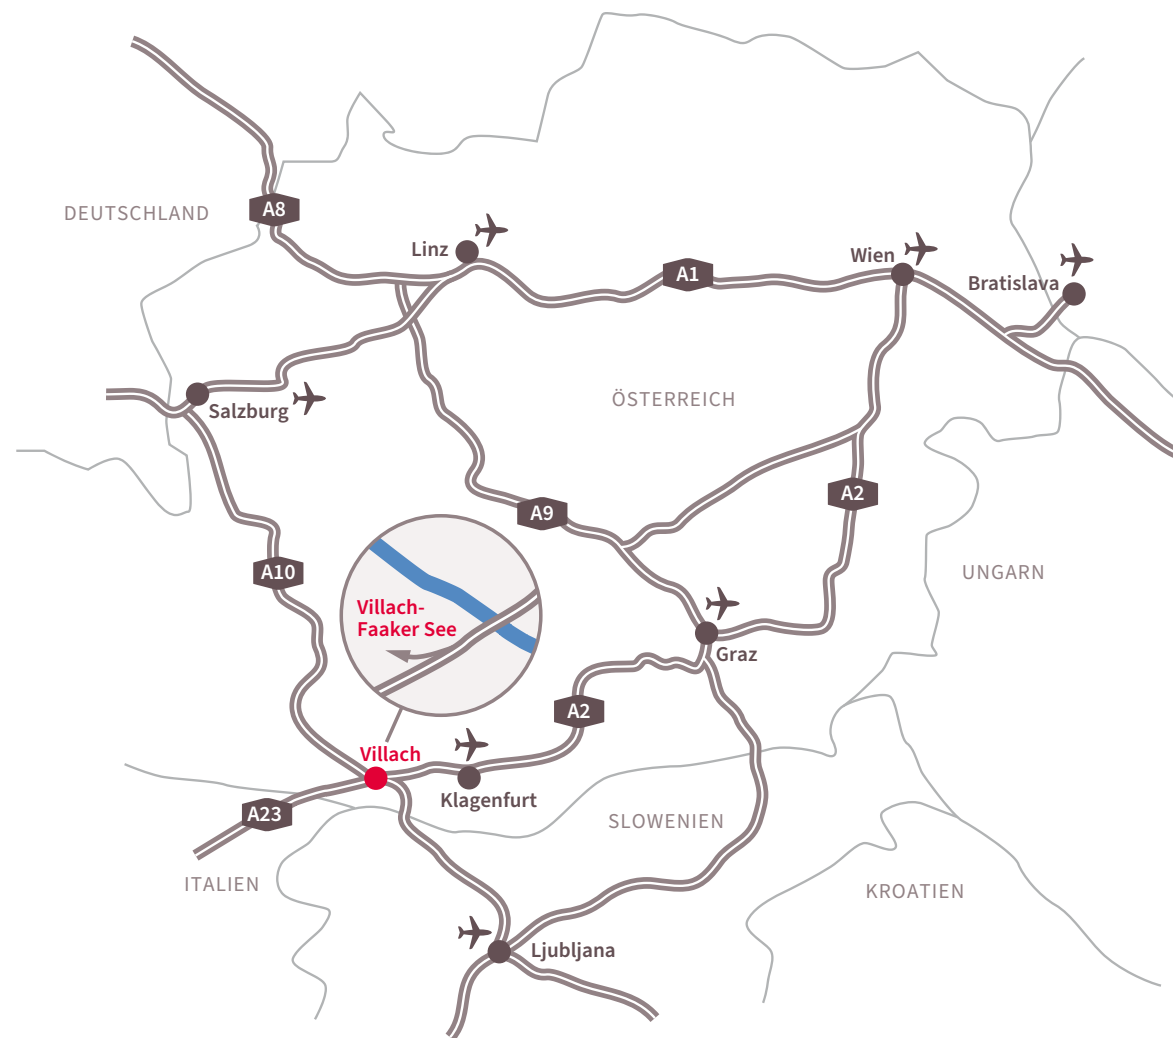 DEUTSCHLAND
A8
Linz
Wien
A1
Bratislava
Salzburg
ÖSTERREICH
A9
A2
A10
UNGARN
Villach-
Faaker See
Graz
A2
Villach
Klagenfurt
A23
SLOWENIEN
ITALIEN
KROATIEN
Ljubljana